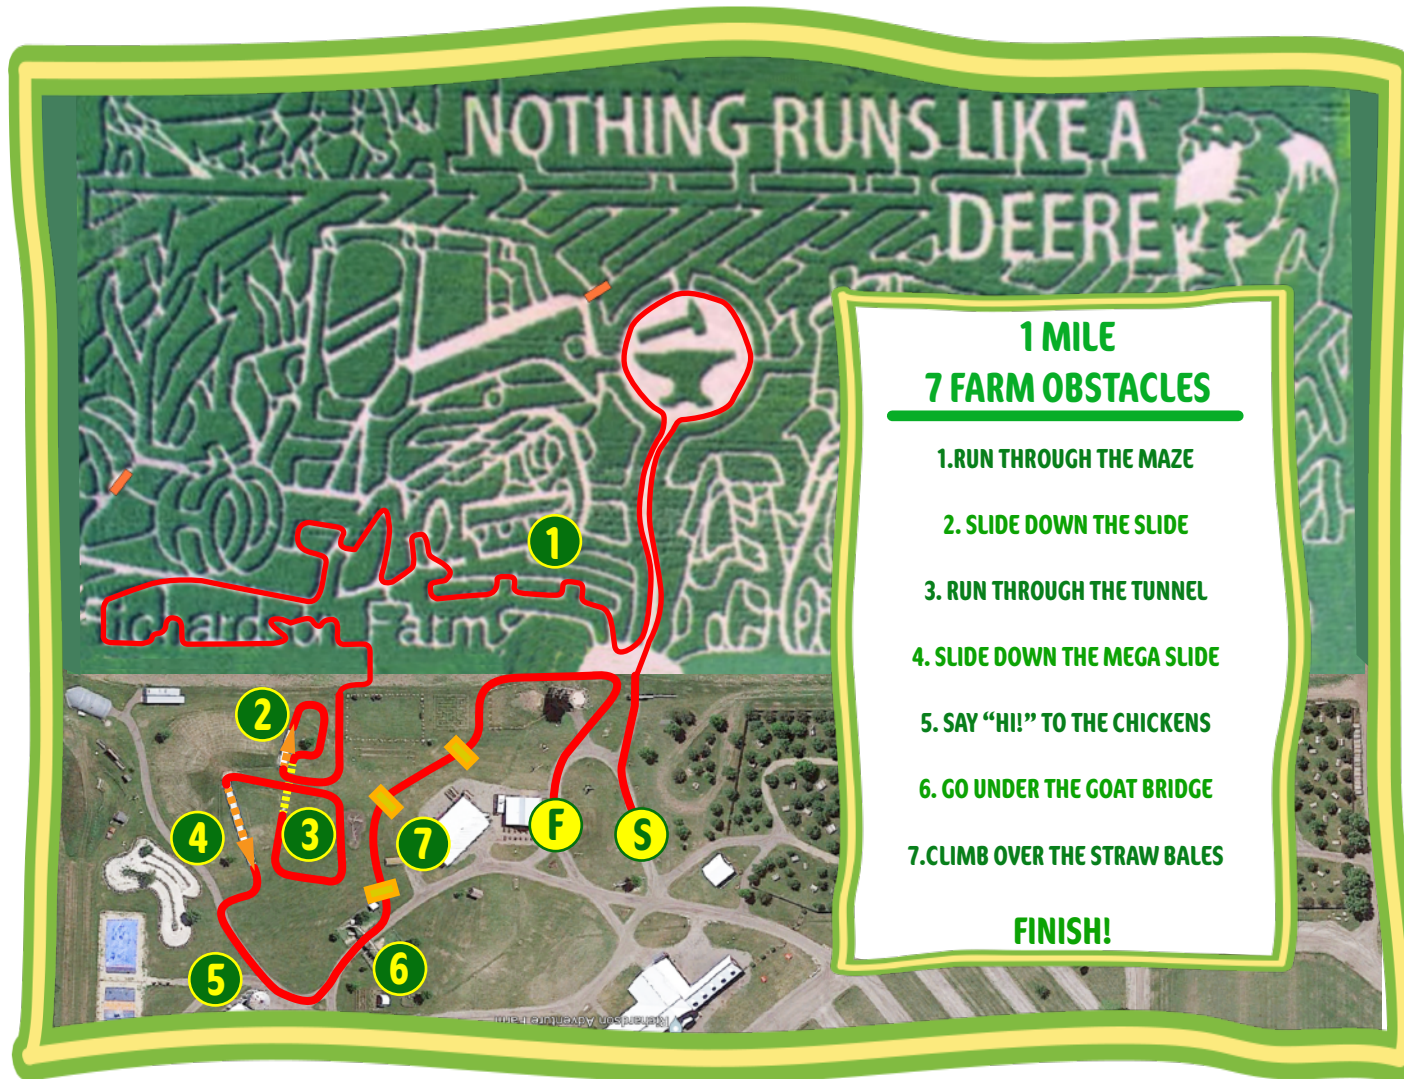 NOTHING RUNS LIKE A
DEERE
1 MILE
7 FARM OBSTACLES
1.RUN THROUGH THE MAZE
2. SLIDE DOWN THE SLIDE
3. RUN THROUGH THE TUNNEL
4. SLIDE DOWN THE MEGA SLIDE
5. SAY “HI!” TO THE CHICKENS
6. GO UNDER THE GOAT BRIDGE
7.CLIMB OVER THE STRAW BALES
FINISH!
1
Richardson Farm
2
3
4
7
F
S
5
6
Richardson Adventure Farm